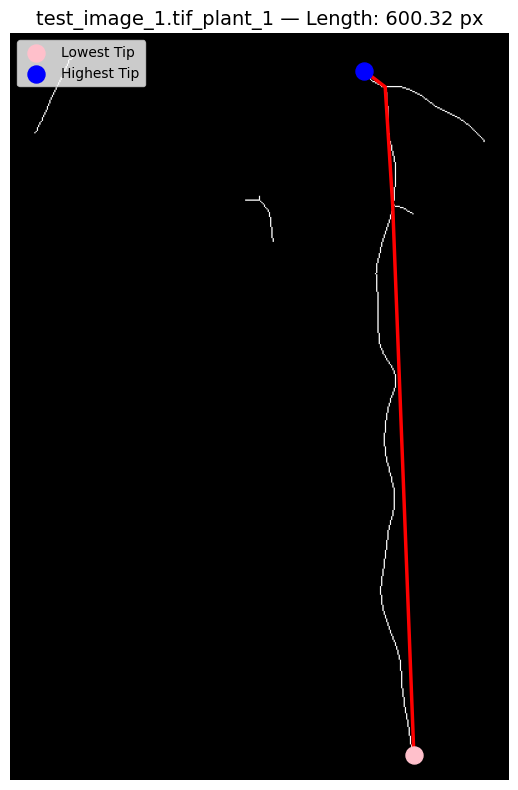 test_image_1.tif_plant_1 — Length: 600.32 px
Lowest Tip
Highest Tip